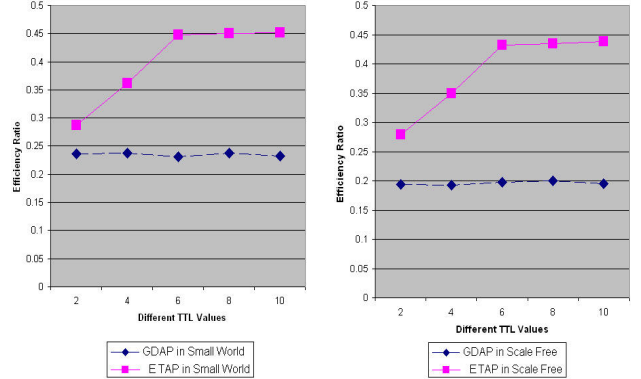 0.5
0.45
0.4
0.35
0.3
0.25
0.2
0.15
0.1
0.05
0
Efficiency Ratio
2 4 6 8 10
Different TTL Values
GDAP in Small World
ETAP in Small World
0.5
0.45
0.4
0.35
0.3
0.25
0.2
0.15
0.1
0.05
0
Efficiency Ratio
2 4 6 8 10
Different TTL Values
GDAP in Scale Free
ETAP in Scale Free